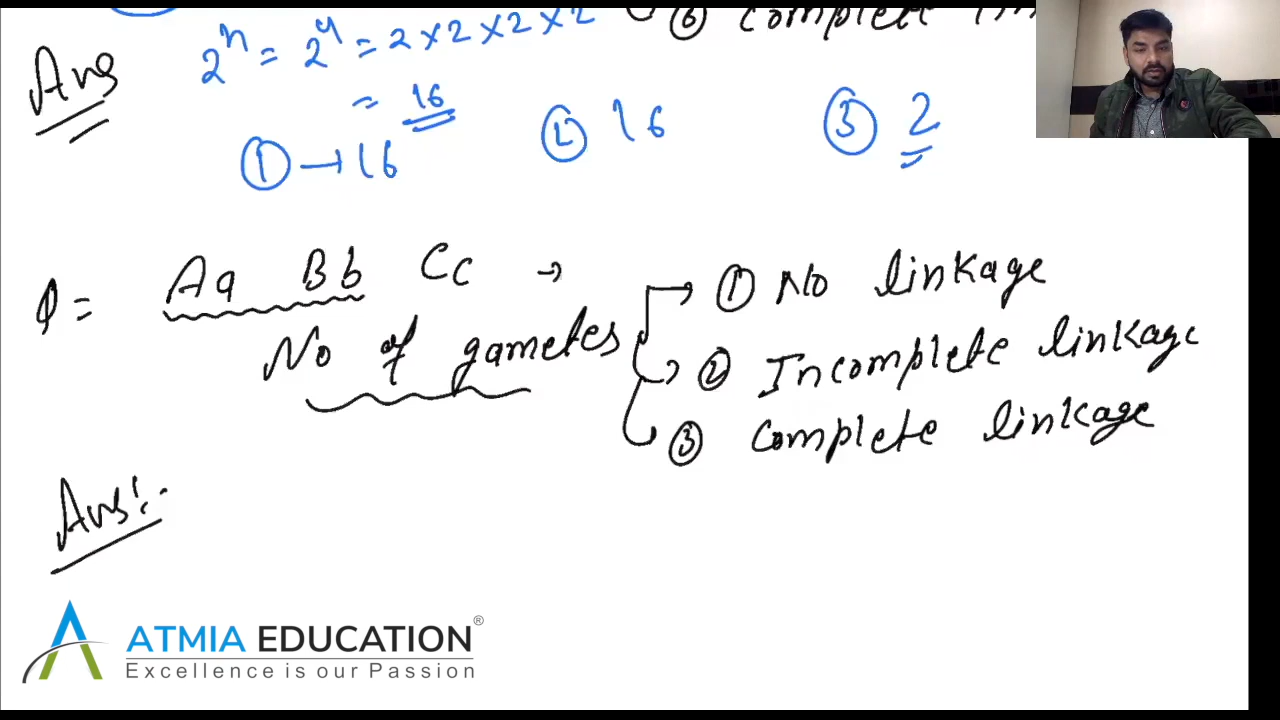 ⑥ complete
Ans
2ⁿ = 2⁴ = 2 × 2 × 2 × 2
= 16
① → 16 ② 16 ③ 2
Q = Aa Bb Cc → ① No linkage
No of gametes ② Incomplete linkage
③ complete linkage
Ans:-
ATMIA EDUCATION®
Excellence is our Passion